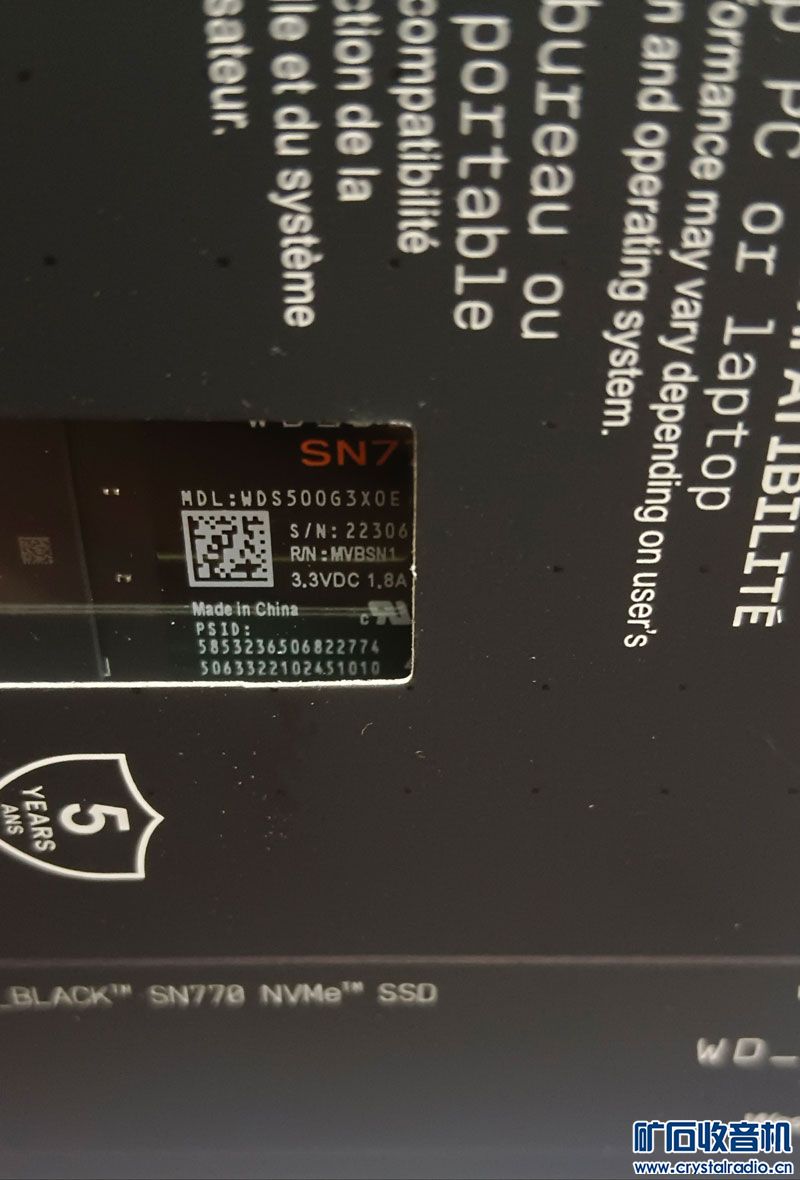 P PC or laptop
ormance may vary depending on user's
n and operating system.
PATIBILITÉ
bureau ou
portable
compatibilité
ction de la
le et du système
sateur.
SN7
MDL:WDS500G3X0E
S/N: 22306
R/N:MVBSN1
3.3VDC 1.8A
Made in China
PSID:
5853236506822774
5063322102451010
5
YEARS
ANS
_BLACK™ SN770 NVMe™ SSD
WD_
矿石收音机
www.crystalradio.cn